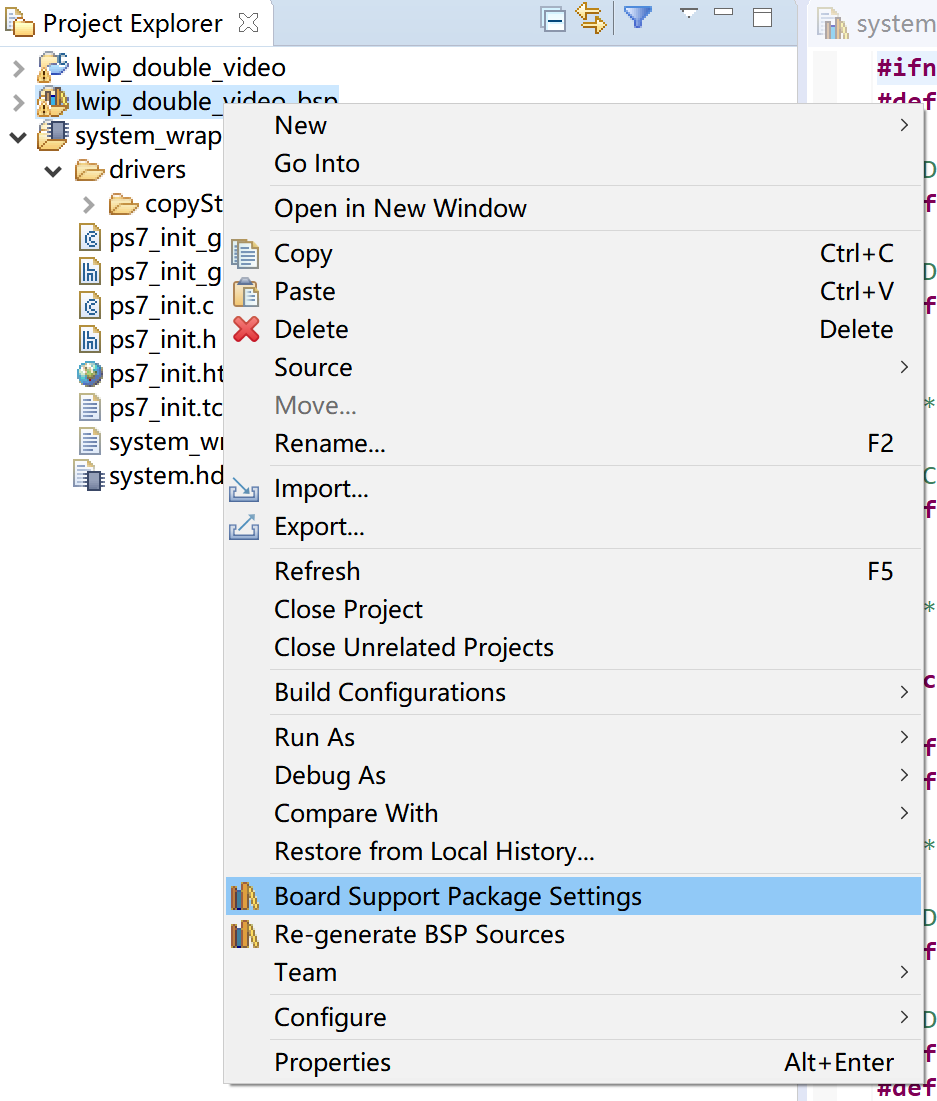 Project Explorer
system
lwip_double_video
lwip_double_video_bsp
system_wrap
drivers
copySt
ps7_init_g
ps7_init_g
ps7_init.c
ps7_init.h
ps7_init.ht
ps7_init.tc
system_wr
system.hd
New
Go Into
Open in New Window
Copy Ctrl+C
Paste Ctrl+V
Delete Delete
Source
Move...
Rename... F2
Import...
Export...
Refresh F5
Close Project
Close Unrelated Projects
Build Configurations
Run As
Debug As
Compare With
Restore from Local History...
Board Support Package Settings
Re-generate BSP Sources
Team
Configure
Properties Alt+Enter
#ifn
#def
D
f
D
f
*
C
f
*
c
f
f
*
D
f
D
f
#def